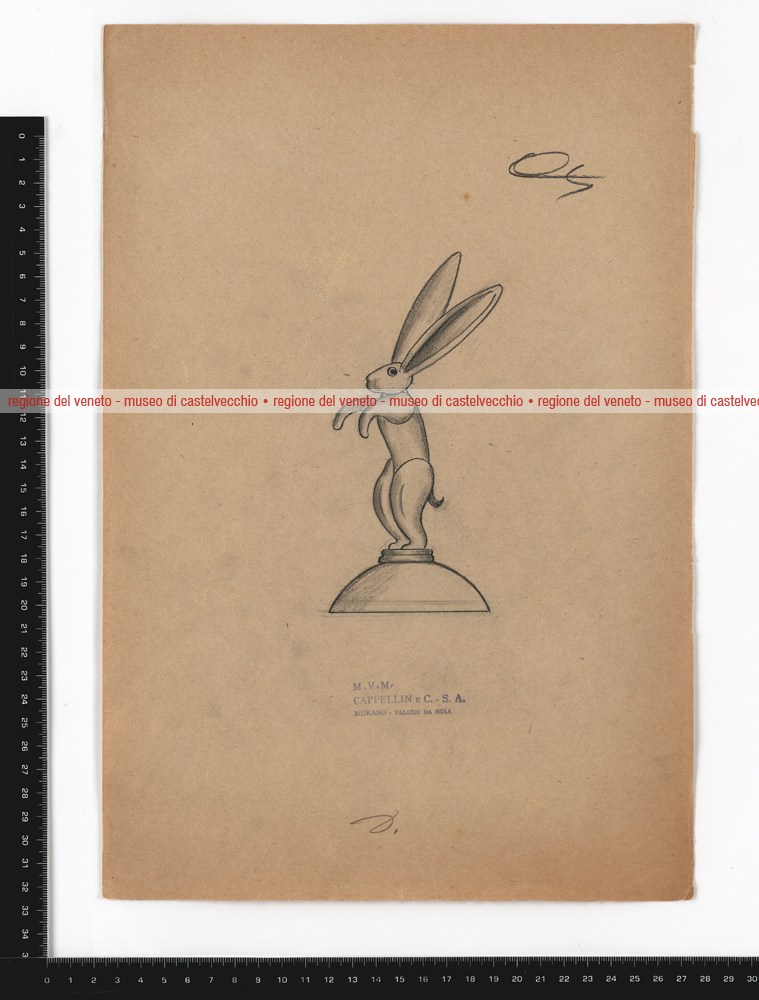 regione del veneto - museo di castelvecchio • regione del veneto - museo di castelvecchio • regione del veneto - museo di castelve
M.V.M.
CAPPELLIN E C. - S. A.
MURANO - PALAZZO DA MULA
0 1 2 3 4 5 6 7 8 9 10 11 12 13 14 15 16 17 18 19 20 21 22 23 24 25 26 27 28 29 30 31 32 33 34 3
0 1 2 3 4 5 6 7 8 9 10 11 12 13 14 15 16 17 18 19 20 21 22 23 24 25 26 27 28 29 30